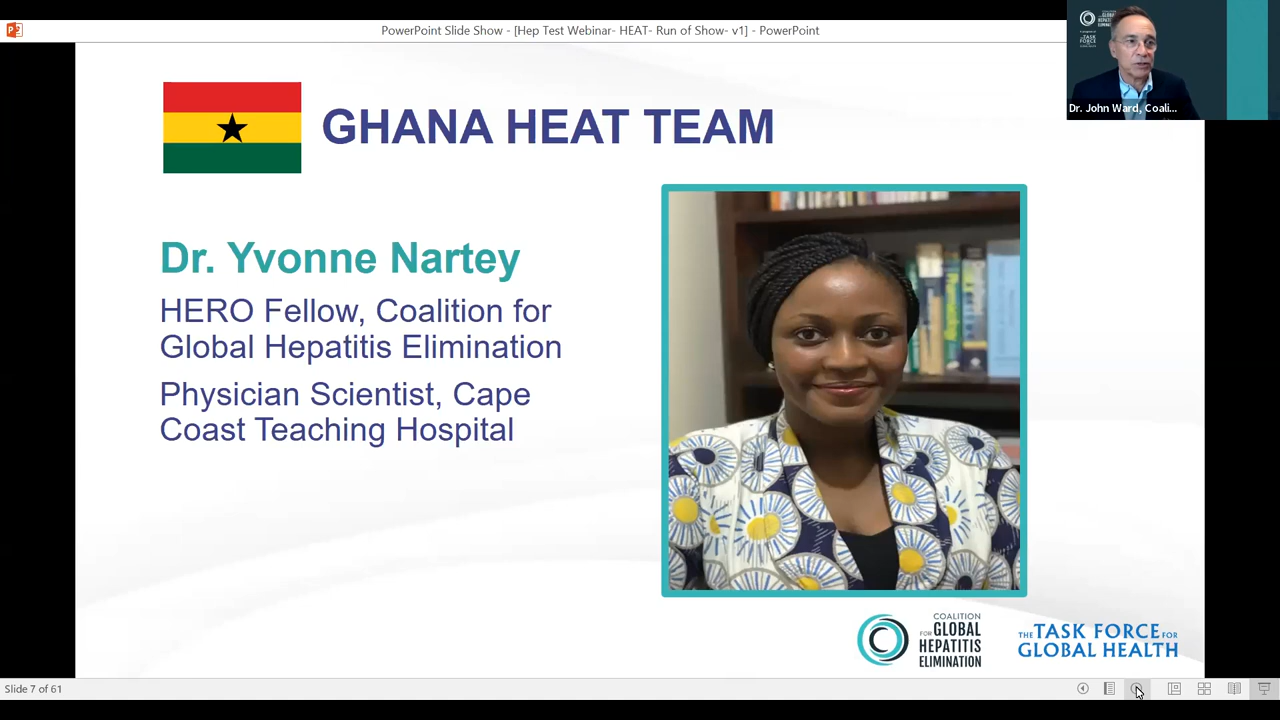 PowerPoint Slide Show - [Hep Test Webinar- HEAT- Run of Show- v1] - PowerPoint
Dr. John Ward, Coali...
GHANA HEAT TEAM
Dr. Yvonne Nartey
HERO Fellow, Coalition for
Global Hepatitis Elimination
Physician Scientist, Cape
Coast Teaching Hospital
COALITION
FOR GLOBAL
HEPATITIS
ELIMINATION
THE TASK FORCE FOR
GLOBAL HEALTH
Slide 7 of 61